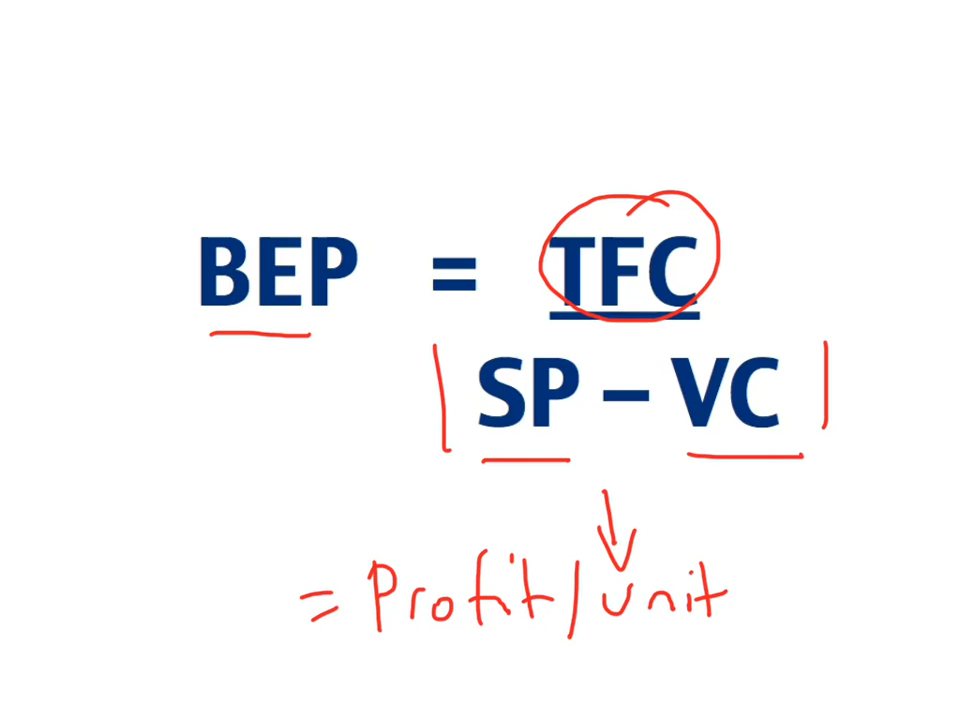 BEP = TFC
SP – VC
= Profit/unit